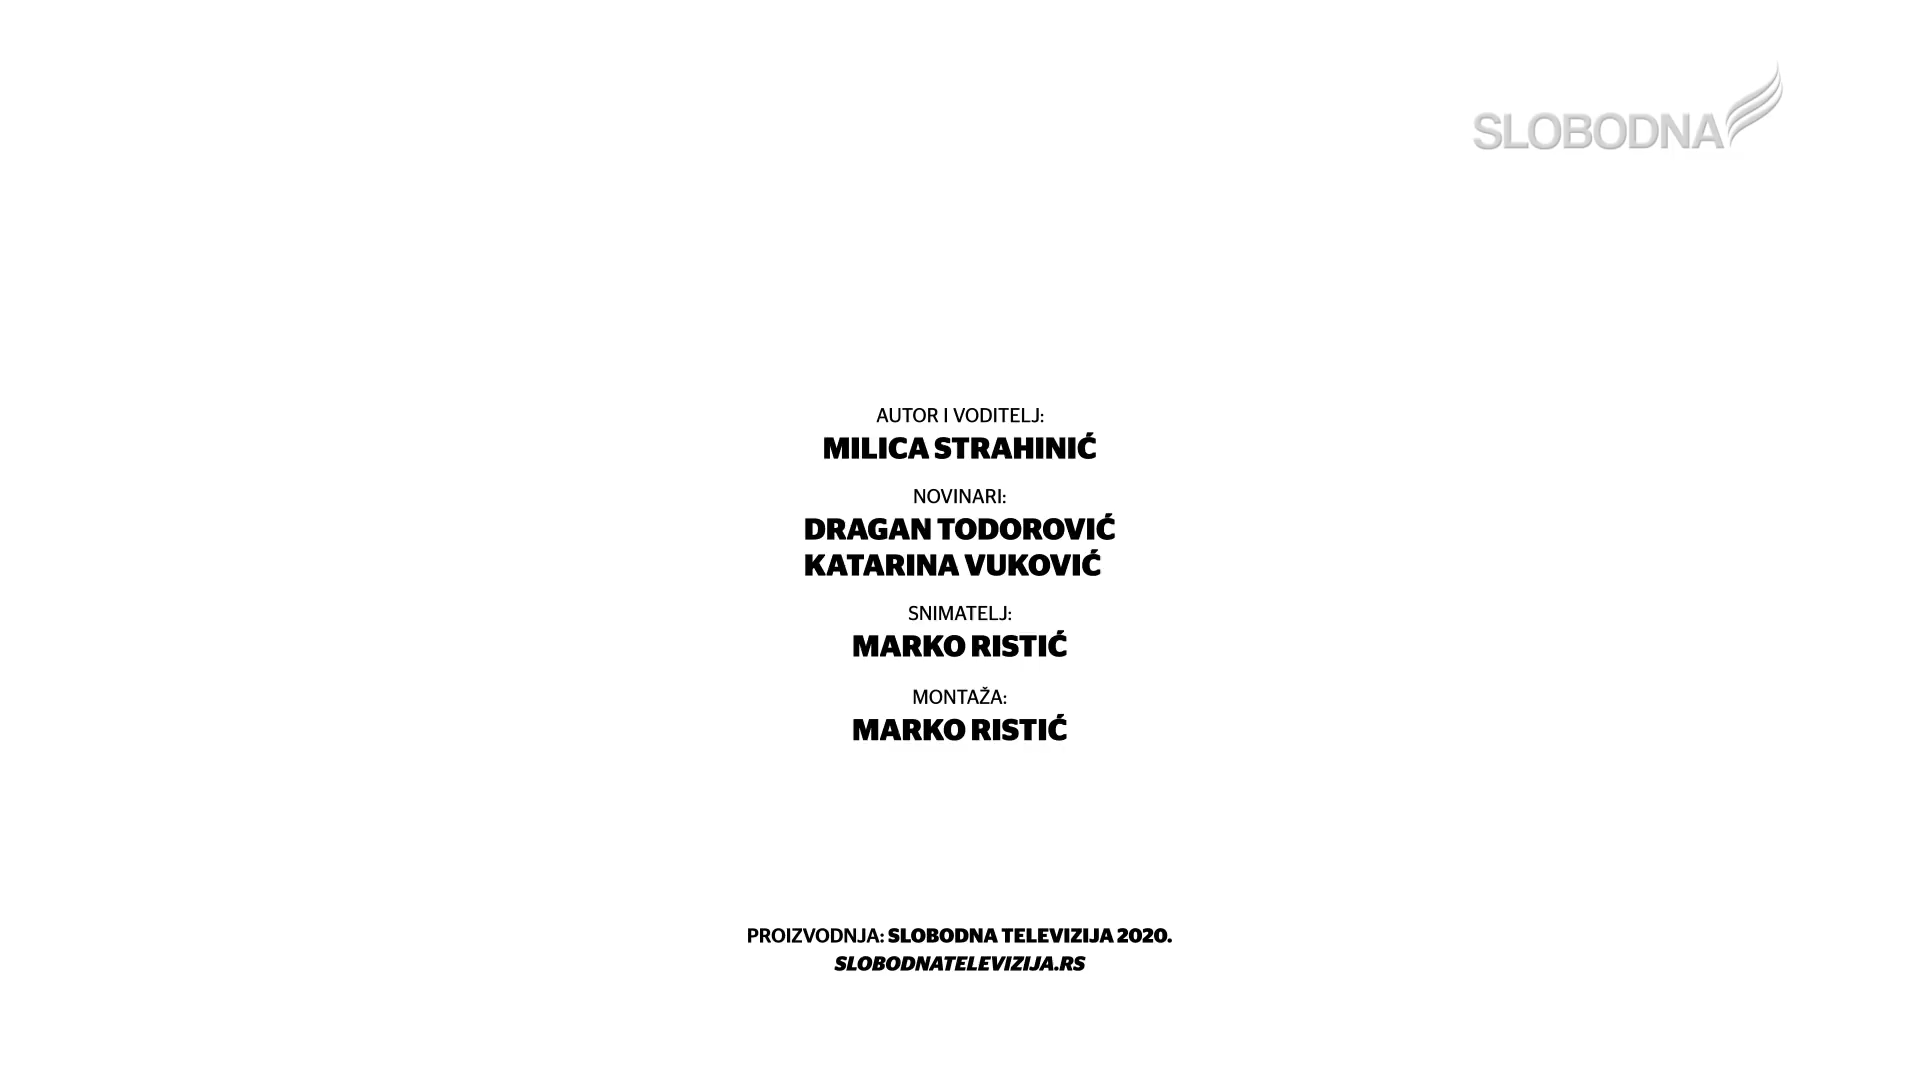 SLOBODNA
AUTOR I VODITELJ:
MILICA STRAHINIĆ
NOVINARI:
DRAGAN TODOROVIĆ
KATARINA VUKOVIĆ
SNIMATELJ:
MARKO RISTIĆ
MONTAŽA:
MARKO RISTIĆ
PROIZVODNJA: SLOBODNA TELEVIZIJA 2020.
SLOBODNATELEVIZIJA.RS